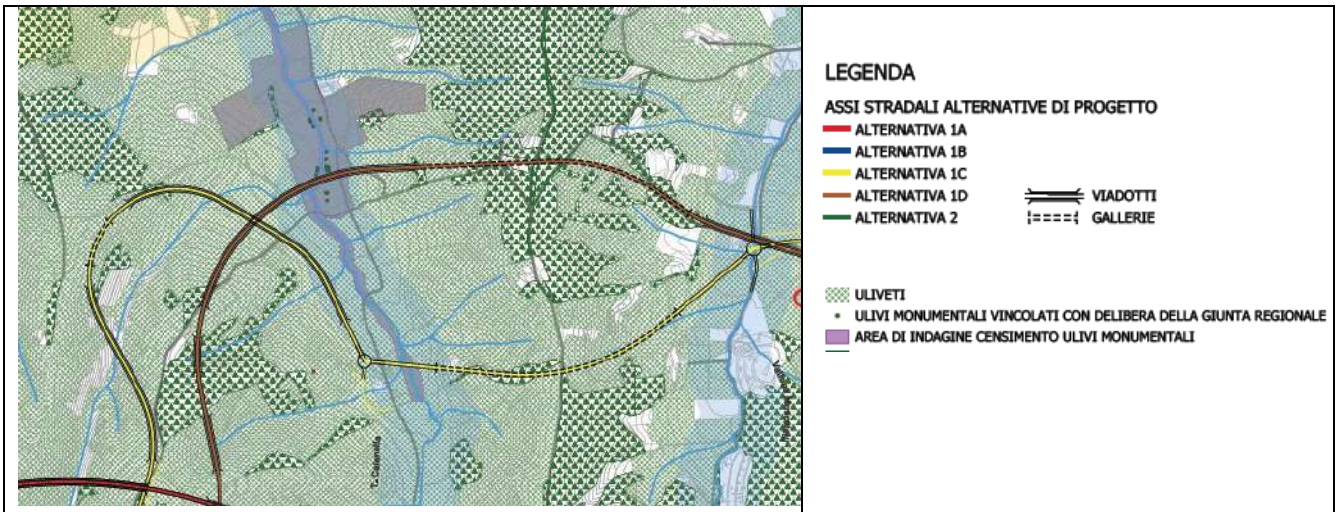 LEGENDA
ASSI STRADALI ALTERNATIVE DI PROGETTO
ALTERNATIVA 1A
ALTERNATIVA 1B
ALTERNATIVA 1C
ALTERNATIVA 1D
ALTERNATIVA 2
VIADOTTI
GALLERIE
ULIVETI
ULIVI MONUMENTALI VINCOLATI CON DELIBERA DELLA GIUNTA REGIONALE
AREA DI INDAGINE CENSIMENTO ULIVI MONUMENTALI